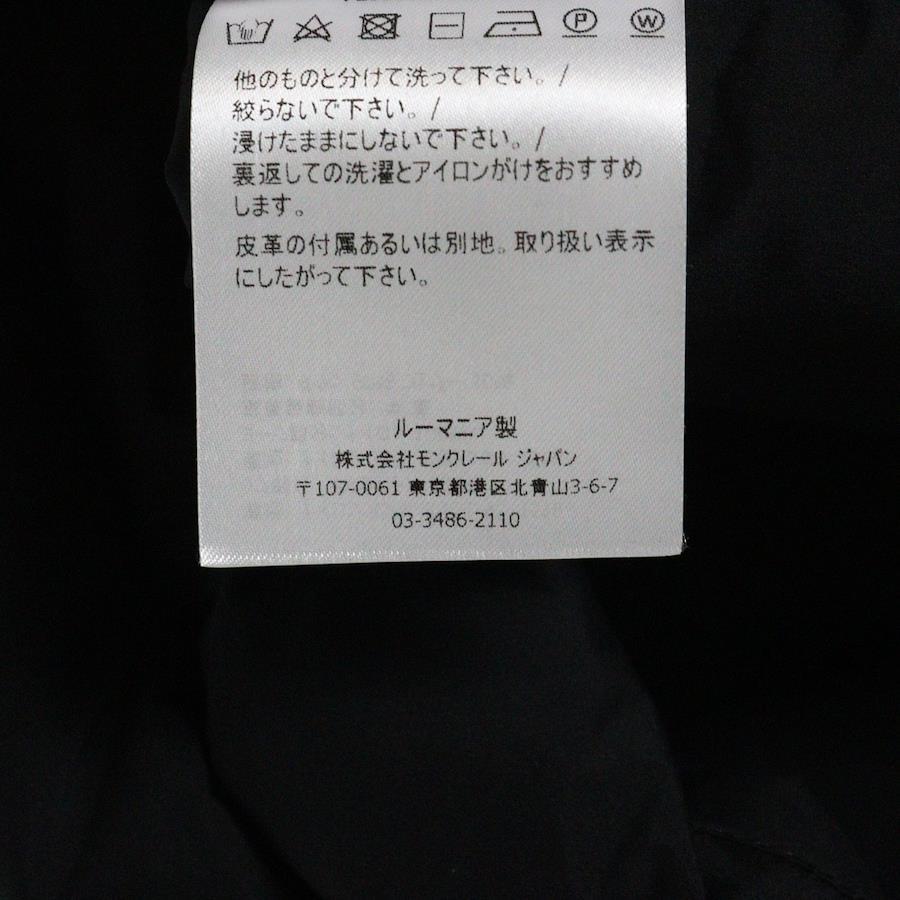 P W
他のものと分けて洗って下さい。/
絞らないで下さい。/
浸けたままにしないで下さい。/
裏返しての洗濯とアイロンがけをおすすめ
します。
皮革の付属あるいは別地。取り扱い表示
にしたがって下さい。
ルーマニア製
株式会社モンクレール ジャパン
〒107-0061 東京都港区北青山3-6-7
03-3486-2110